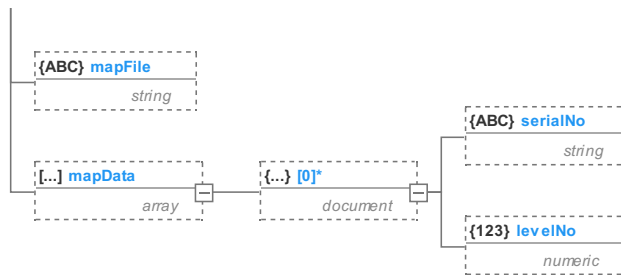 {ABC} mapFile
string
[...] mapData
array
{...} [0]*
document
{ABC} serialNo
string
{123} levelNo
numeric